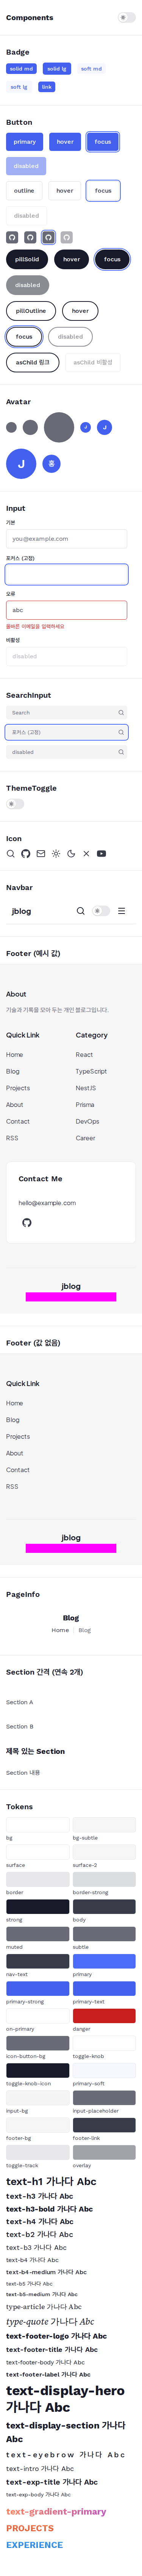 Components
Badge
solid md solid lg soft md
soft lg link
Button
primary hover focus
disabled
outline hover focus
disabled
pillSolid hover focus
disabled
pillOutline hover
focus disabled
asChild 링크 asChild 비활성
Avatar
J J
J 홍
Input
기본
you@example.com
포커스 (고정)
오류
abc
올바른 이메일을 입력하세요
비활성
disabled
SearchInput
Search
포커스 (고정)
disabled
ThemeToggle
Icon
Navbar
jblog
Footer (예시 값)
About
기술과 기록을 모아 두는 개인 블로그입니다.
Quick Link Category
Home React
Blog TypeScript
Projects NestJS
About Prisma
Contact DevOps
RSS Career
Contact Me
hello@example.com
jblog
Footer (값 없음)
Quick Link
Home
Blog
Projects
About
Contact
RSS
jblog
PageInfo
Blog
Home Blog
Section 간격 (연속 2개)
Section A
Section B
제목 있는 Section
Section 내용
Tokens
bg bg-subtle
surface surface-2
border border-strong
strong body
muted subtle
nav-text primary
primary-strong primary-text
on-primary danger
icon-button-bg toggle-knob
toggle-knob-icon primary-soft
input-bg input-placeholder
footer-bg footer-link
toggle-track overlay
text-h1 가나다 Abc
text-h3 가나다 Abc
text-h3-bold 가나다 Abc
text-h4 가나다 Abc
text-b2 가나다 Abc
text-b3 가나다 Abc
text-b4 가나다 Abc
text-b4-medium 가나다 Abc
text-b5 가나다 Abc
text-b5-medium 가나다 Abc
type-article 가나다 Abc
type-quote 가나다 Abc
text-footer-logo 가나다 Abc
text-footer-title 가나다 Abc
text-footer-body 가나다 Abc
text-footer-label 가나다 Abc
text-display-hero
가나다 Abc
text-display-section 가나다
Abc
text-eyebrow 가나다 Abc
text-intro 가나다 Abc
text-exp-title 가나다 Abc
text-exp-body 가나다 Abc
text-gradient-primary
PROJECTS
EXPERIENCE